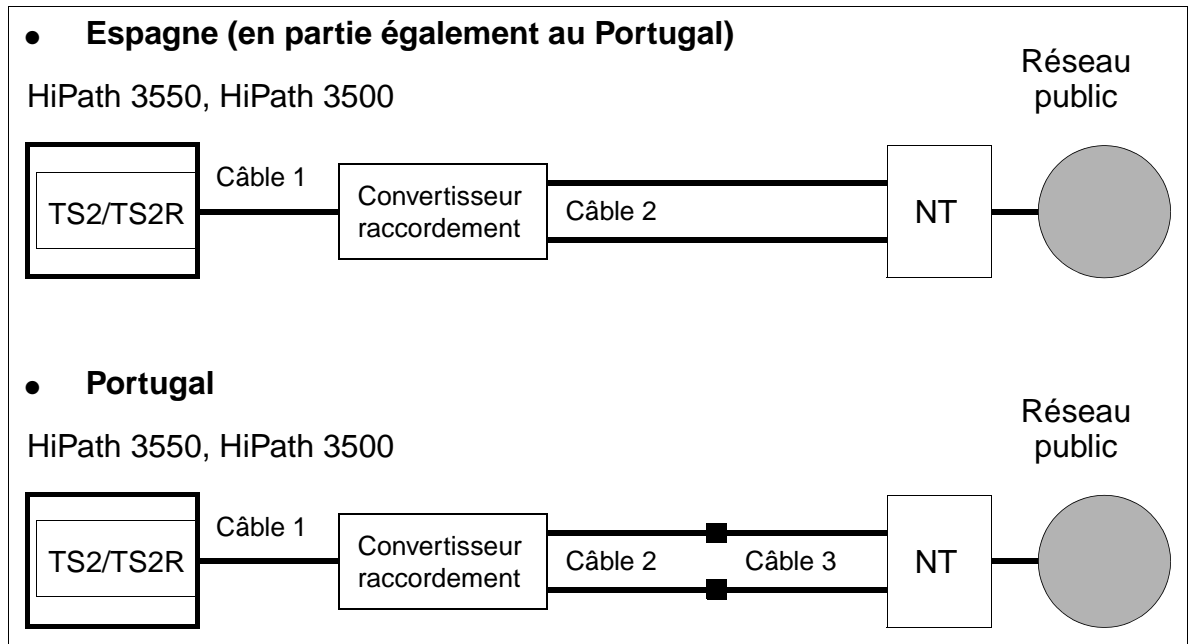 ● Espagne (en partie également au Portugal)
HiPath 3550, HiPath 3500
Réseau
public
TS2/TS2R
Câble 1
Convertisseur
raccordement
Câble 2
NT
● Portugal
HiPath 3550, HiPath 3500
Réseau
public
TS2/TS2R
Câble 1
Convertisseur
raccordement
Câble 2
Câble 3
NT